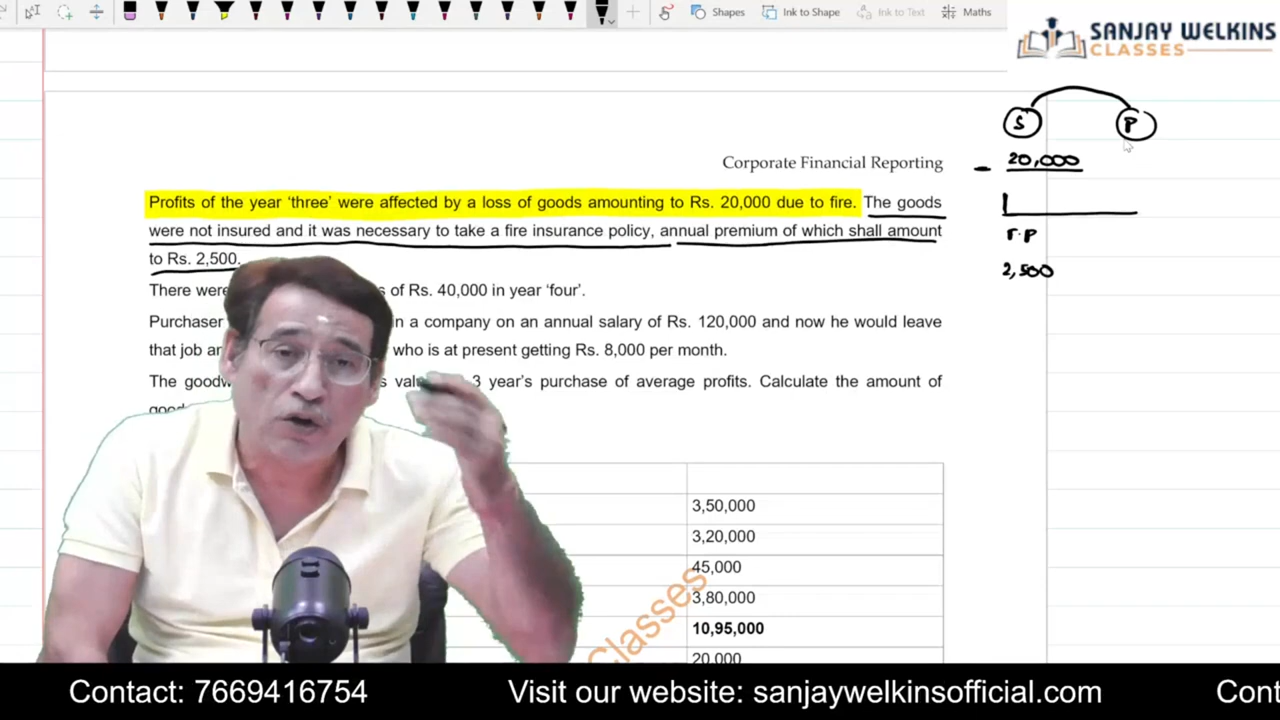 Shapes Ink to Shape Ink to Text Maths
SANJAY WELKINS
CLASSES
S P
20,000
Corporate Financial Reporting
Profits of the year ‘three’ were affected by a loss of goods amounting to Rs. 20,000 due to fire. The goods
were not insured and it was necessary to take a fire insurance policy, annual premium of which shall amount
to Rs. 2,500.
r.P
2,500
There were of Rs. 40,000 in year ‘four’.
Purchaser in a company on an annual salary of Rs. 120,000 and now he would leave
that job who is at present getting Rs. 8,000 per month.
The 3 year’s purchase of average profits. Calculate the amount of
3,50,000
3,20,000
45,000
3,80,000
10,95,000
20,000
Classes
Contact: 7669416754 Visit our website: sanjaywelkinsofficial.com Cont